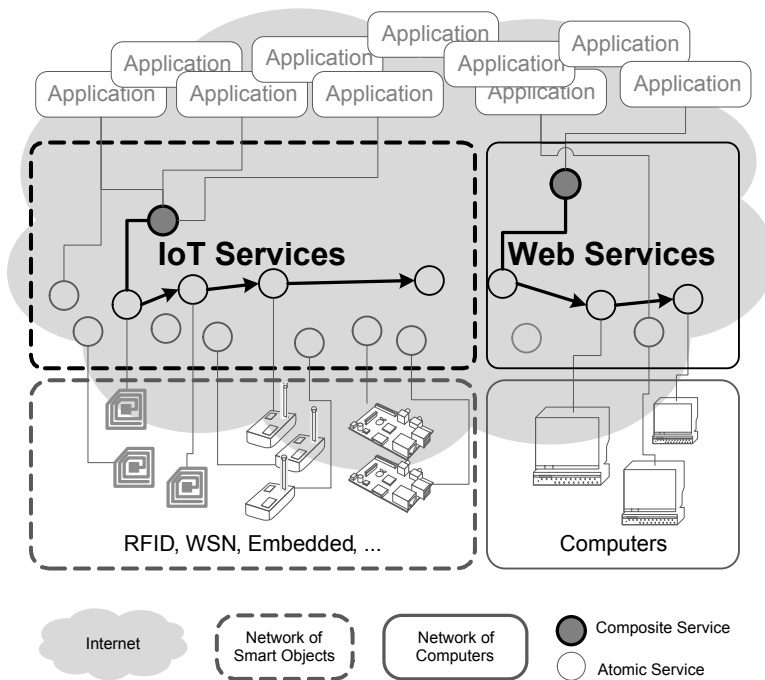 Application
Application
Application
Application
Application
Application
Application
Application
Application
Application
IoT Services
Web Services
RFID, WSN, Embedded, ...
Computers
Internet
Network of
Smart Objects
Network of
Computers
Composite Service
Atomic Service